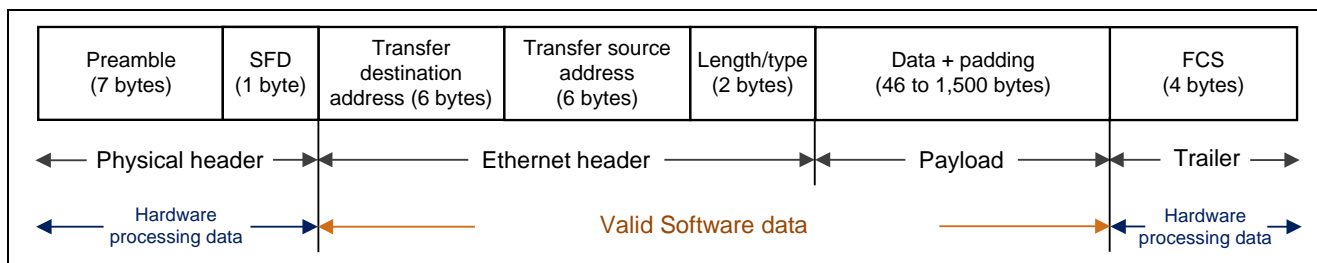 Preamble
(7 bytes)
SFD
(1 byte)
Transfer
destination
address (6 bytes)
Transfer source
address
(6 bytes)
Length/type
(2 bytes)
Data + padding
(46 to 1,500 bytes)
FCS
(4 bytes)
Physical header
Ethernet header
Payload
Trailer
Hardware
processing data
Valid Software data
Hardware
processing data